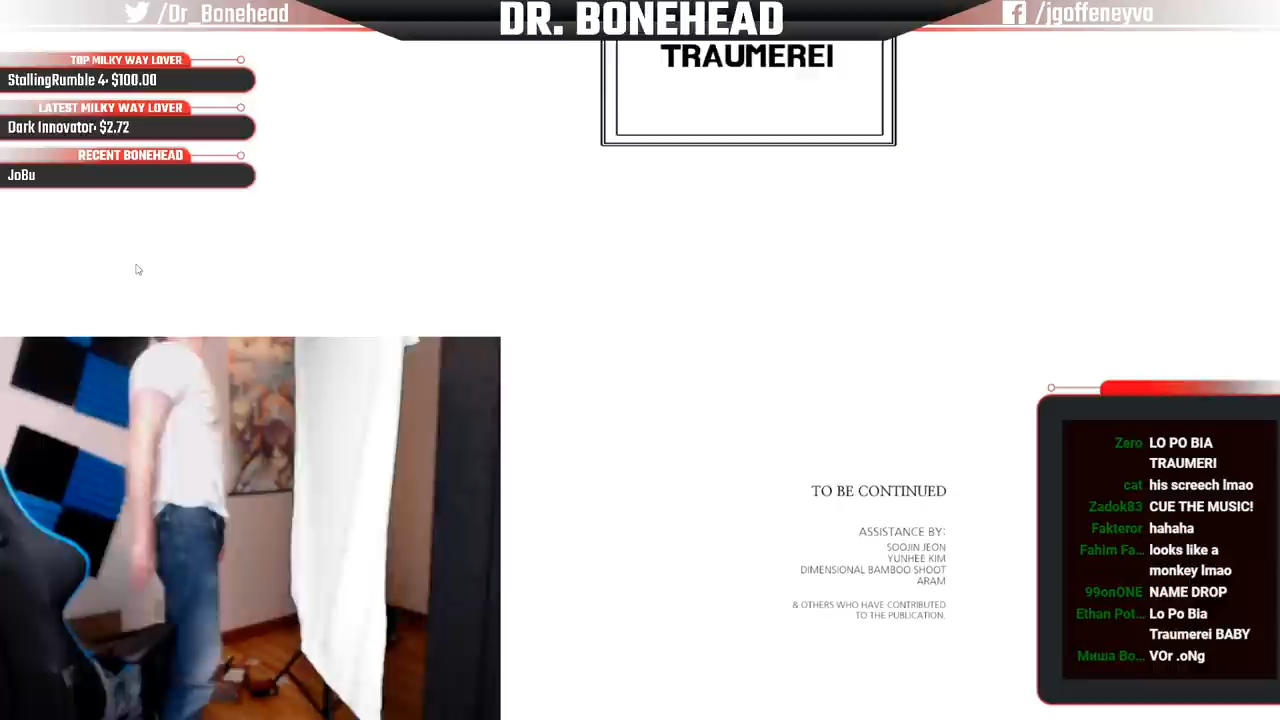 /Dr_Bonehead
DR. BONEHEAD
/jgoffeneyvo
TOP MILKY WAY LOVER
StallingRumble 4: $100.00
LATEST MILKY WAY LOVER
Dark Innovator: $2.72
RECENT BONEHEAD
JoBu
TRAUMEREI
TO BE CONTINUED
ASSISTANCE BY:
SOOJIN JEON
YUNHEE KIM
DIMENSIONAL BAMBOO SHOOT
ARAM
& OTHERS WHO HAVE CONTRIBUTED
TO THE PUBLICATION.
Zero LO PO BIA
TRAUMERI
cat his screech lmao
Zadok83 CUE THE MUSIC!
Fakteror hahaha
Fahim Fa... looks like a
monkey lmao
99onONE NAME DROP
Ethan Pot... Lo Po Bia
Traumerei BABY
Миша Во... VOr .oNg